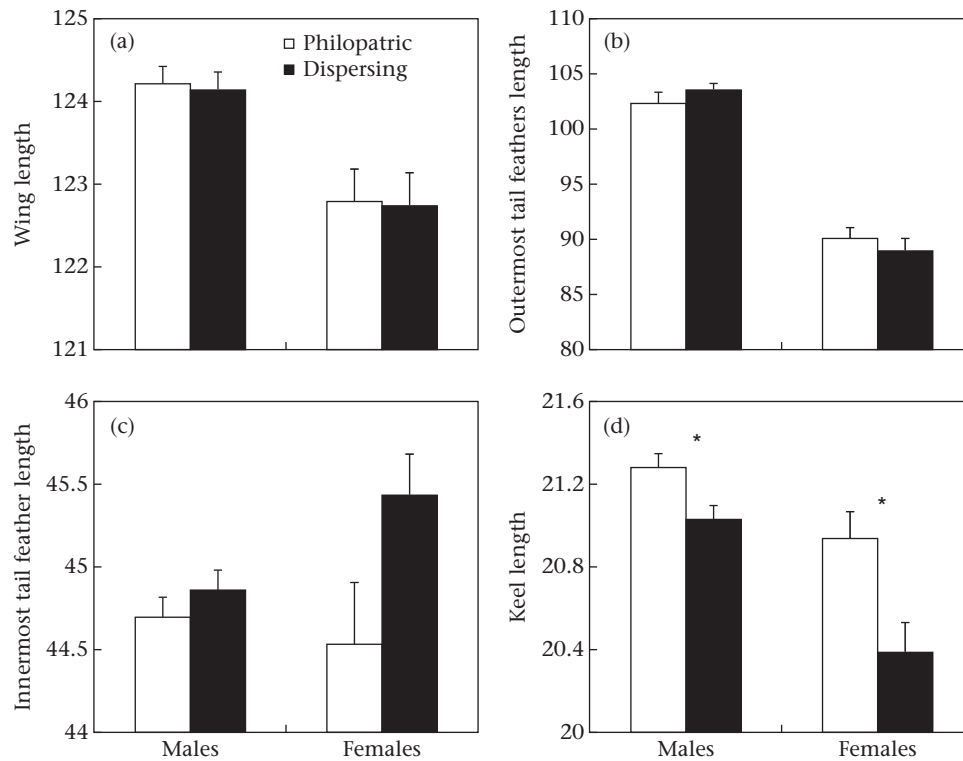 (a)
Philopatric
Dispersing
Wing length
125
124
123
122
121
(b)
Outermost tail feathers length
110
105
100
95
90
85
80
(c)
Innermost tail feather length
46
45.5
45
44.5
44
Males
Females
(d)
*
*
Keel length
21.6
21.2
20.8
20.4
20
Males
Females